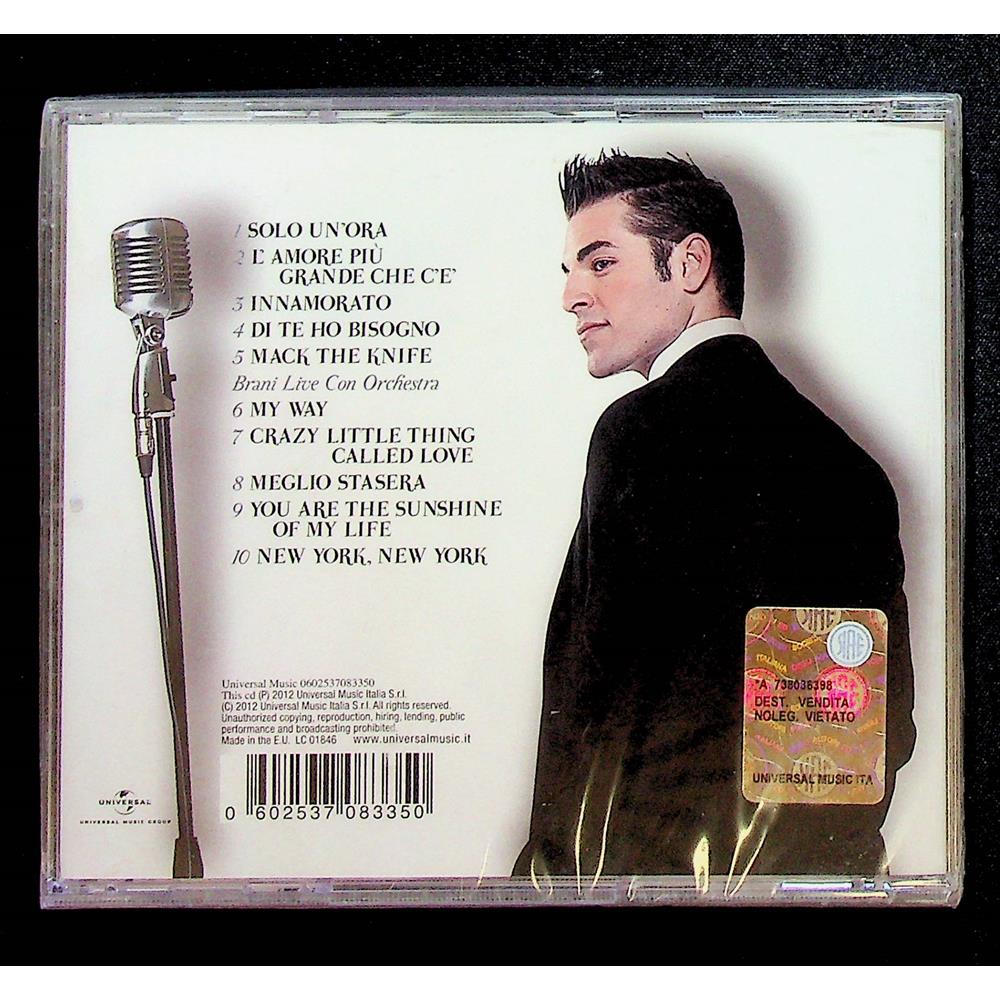 1 SOLO UN'ORA
2 L'AMORE PIÙ
GRANDE CHE C'E'
3 INNAMORATO
4 DI TE HO BISOGNO
5 MACK THE KNIFE
Brani Live Con Orchestra
6 MY WAY
7 CRAZY LITTLE THING
CALLED LOVE
8 MEGLIO STASERA
9 YOU ARE THE SUNSHINE
OF MY LIFE
10 NEW YORK, NEW YORK
Universal Music 0602537083350
This cd (P) 2012 Universal Music Italia S.r.l.
(C) 2012 Universal Music Italia S.r.l. All rights reserved.
Unauthorized copying, reproduction, hiring, lending, public
performance and broadcasting prohibited.
Made in the E.U. LC 01846 www.universalmusic.it
0 602537 083350
UNIVERSAL
UNIVERSAL MUSIC GROUP
*A 738036398
DEST. VENDITA
NOLEG. VIETATO
UNIVERSAL MUSIC ITA